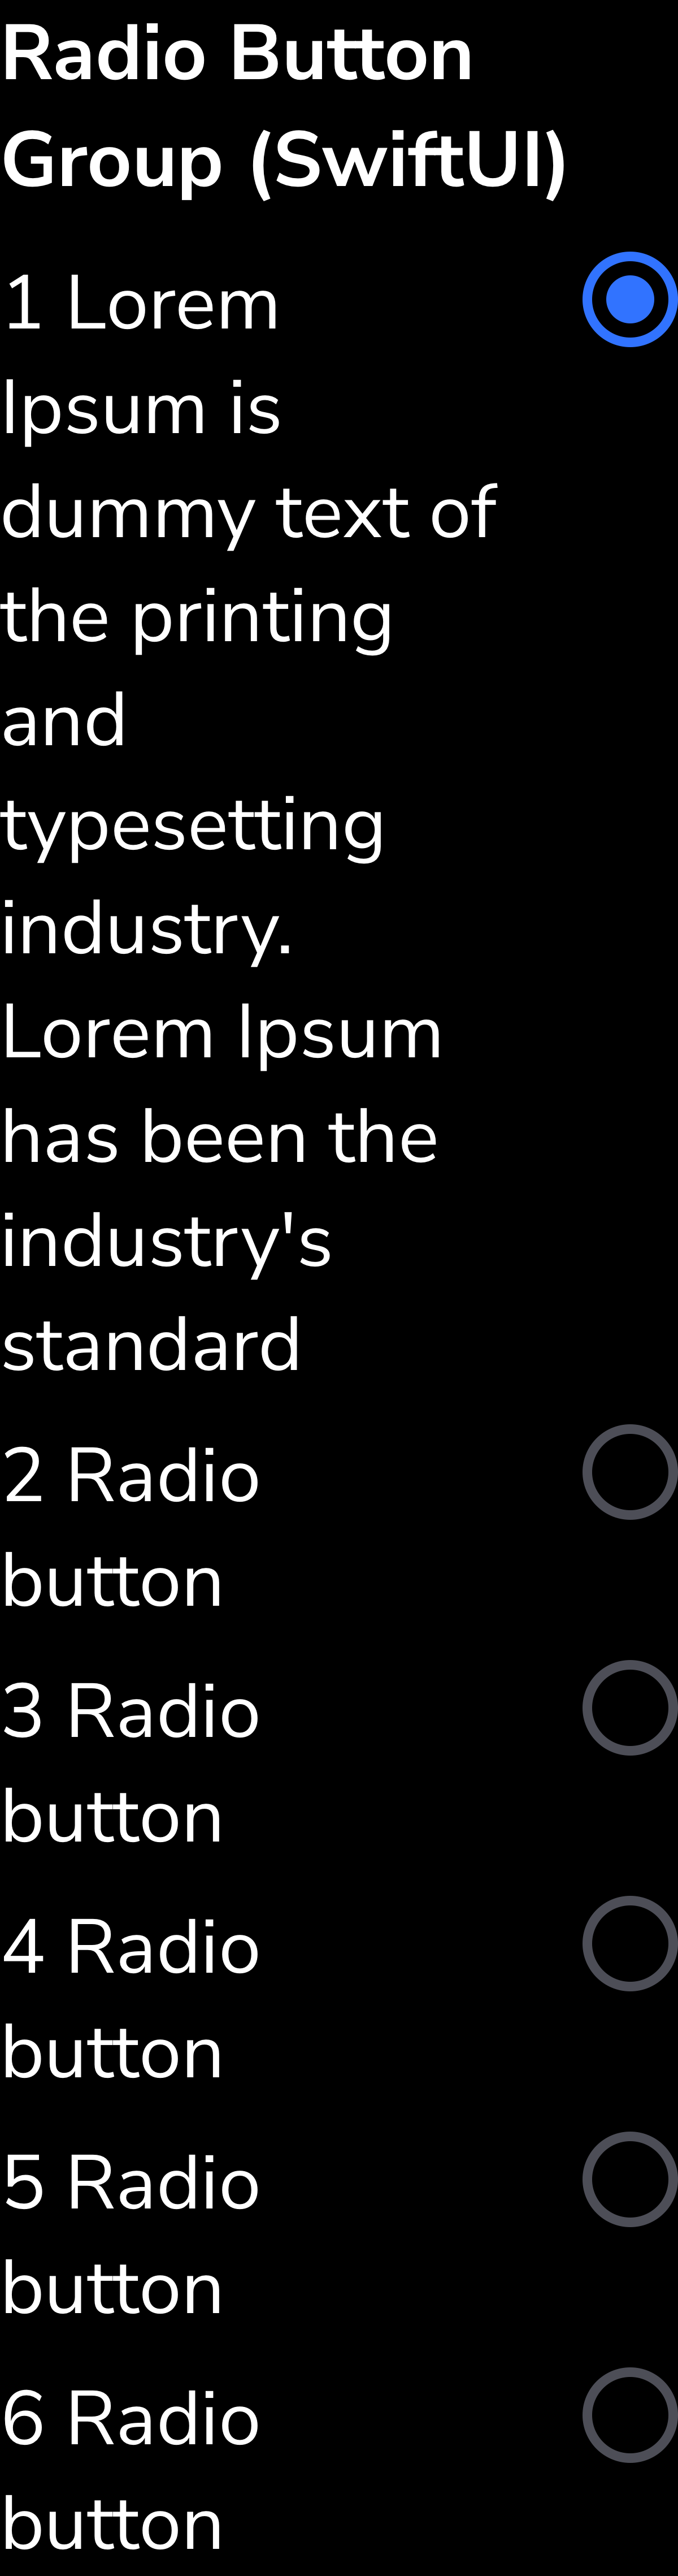 Radio Button
Group (SwiftUI)
1 Lorem
Ipsum is
dummy text of
the printing
and
typesetting
industry.
Lorem Ipsum
has been the
industry's
standard
2 Radio
button
3 Radio
button
4 Radio
button
5 Radio
button
6 Radio
button